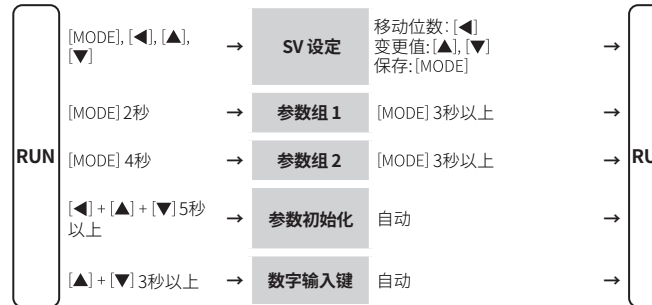 [MODE], [◀], [▲],
[▼]
→
SV 设定
移动位数: [◀]
变更值: [▲], [▼]
保存: [MODE]
→
[MODE] 2秒
→
参数组 1
[MODE] 3秒以上
→
RUN
[MODE] 4秒
→
参数组 2
[MODE] 3秒以上
→
[◀] + [▲] + [▼] 5秒
以上
→
参数初始化
自动
→
[▲] + [▼] 3秒以上
→
数字输入键
自动
→